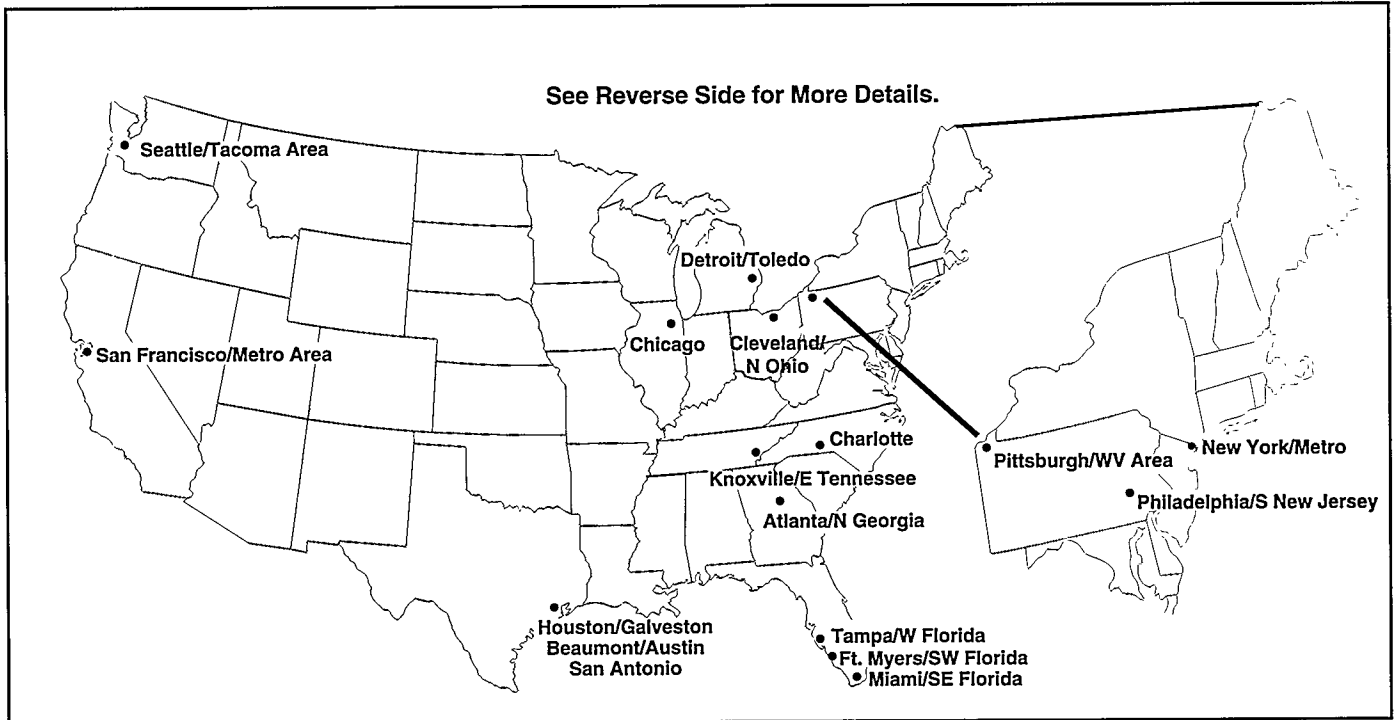 See Reverse Side for More Details.
Seattle/Tacoma Area
Detroit/Toledo
Chicago
Cleveland/
N Ohio
San Francisco/Metro Area
Charlotte
Knoxville/E Tennessee
Atlanta/N Georgia
New York/Metro
Pittsburgh/WV Area
Philadelphia/S New Jersey
Houston/Galveston
Beaumont/Austin
San Antonio
Tampa/W Florida
Ft. Myers/SW Florida
Miami/SE Florida